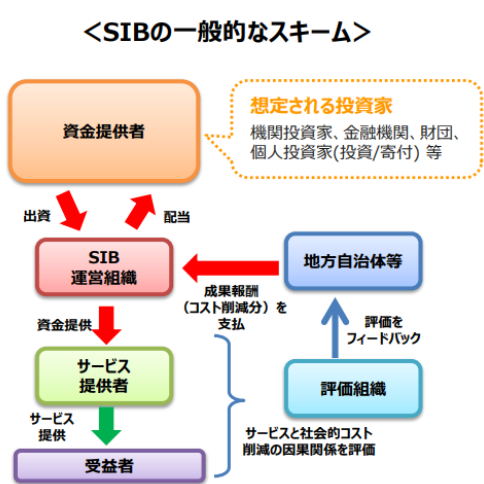 ＜SIBの一般的なスキーム＞
資金提供者
想定される投資家
機関投資家、金融機関、財団、
個人投資家(投資/寄付) 等
出資
配当
SIB
運営組織
地方自治体等
成果報酬
（コスト削減分）を
支払
資金提供
評価を
フィードバック
サービス
提供者
評価組織
サービス
提供
サービスと社会的コスト
削減の因果関係を評価
受益者